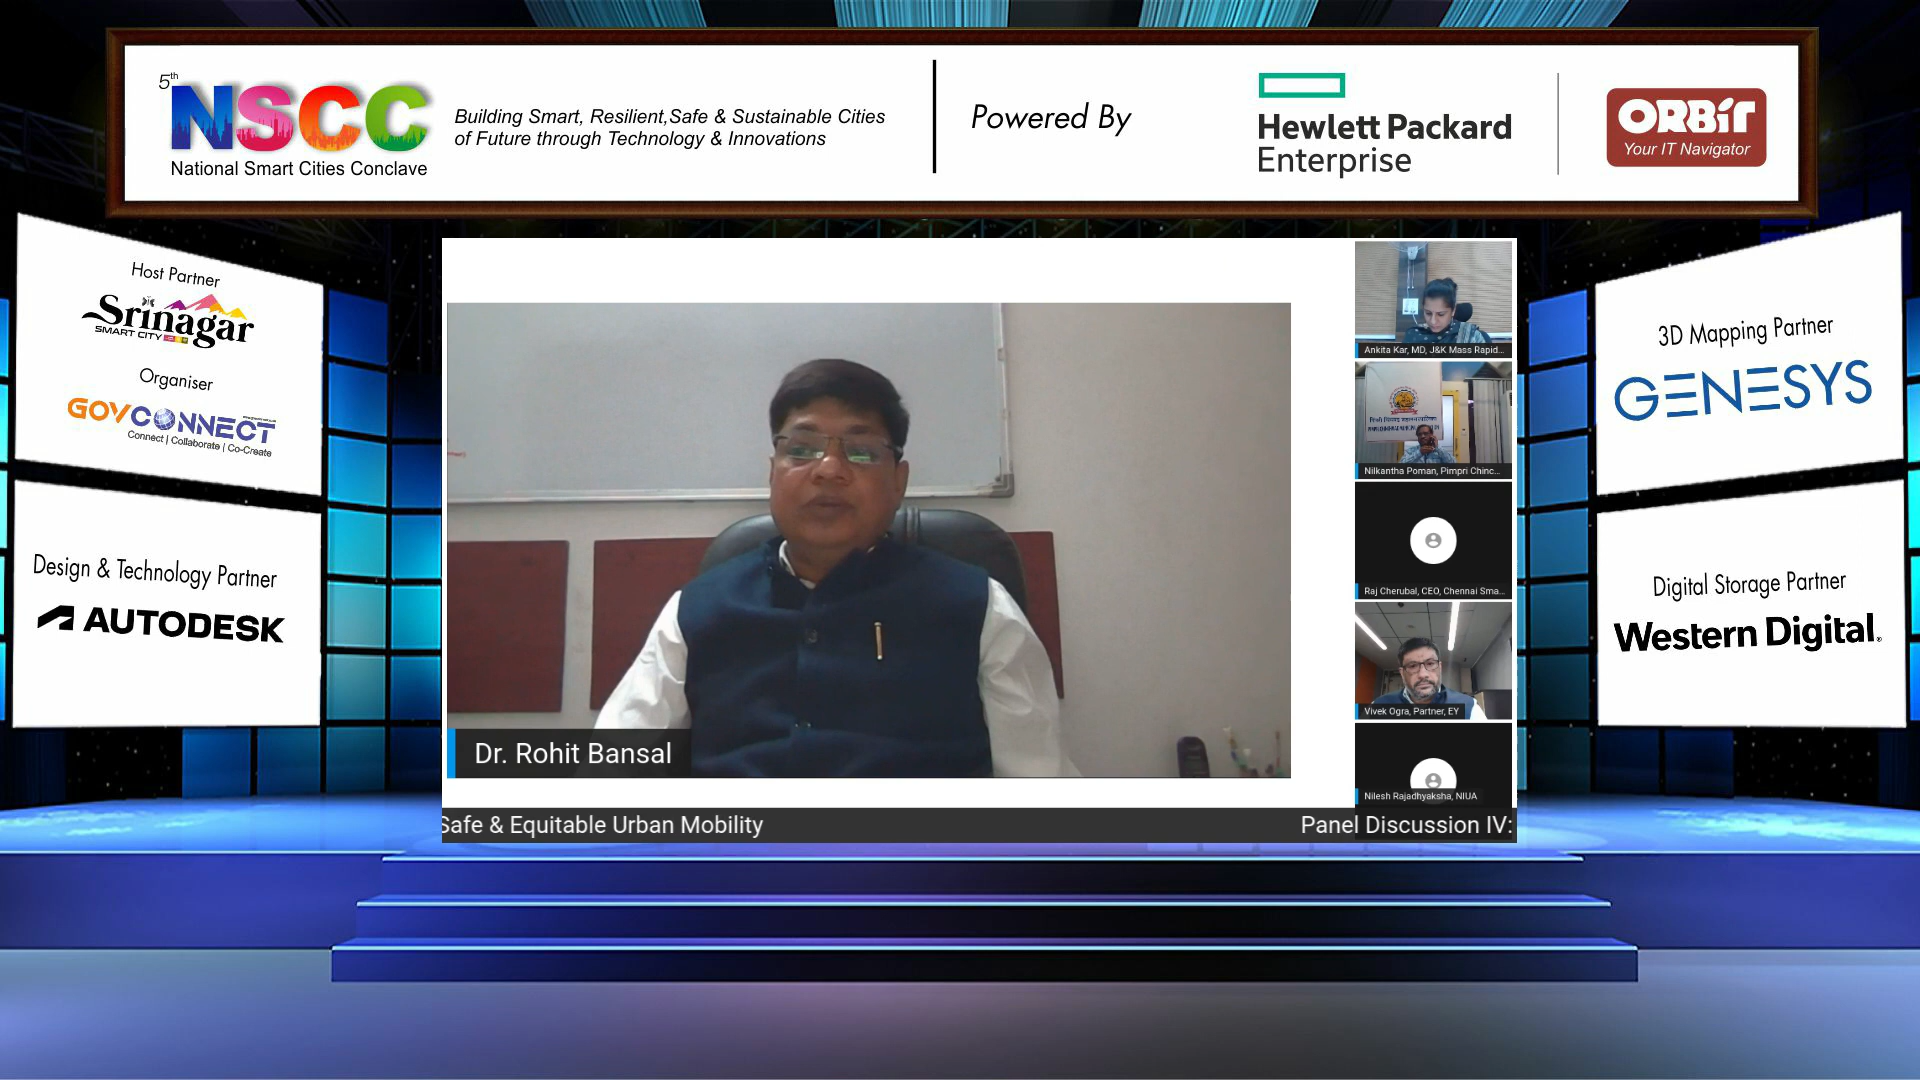 5th
NSCC
National Smart Cities Conclave
Building Smart, Resilient,Safe & Sustainable Cities
of Future through Technology & Innovations
Powered By
Hewlett Packard
Enterprise
ORBIT
Your IT Navigator
Host Partner
Srinagar
SMART CITY
Organiser
GOVCONNECT
Connect | Collaborate | Co-Create
Design & Technology Partner
AUTODESK
Dr. Rohit Bansal
Ankita Kar, MD, J&K Mass Rapid...
Nilkantha Poman, Pimpri Chinc...
Raj Cherubal, CEO, Chennai Sma...
Vivek Ogra, Partner, EY
Nilesh Rajadhyaksha, NIUA
Safe & Equitable Urban Mobility
Panel Discussion IV:
3D Mapping Partner
GENESYS
Digital Storage Partner
Western Digital.